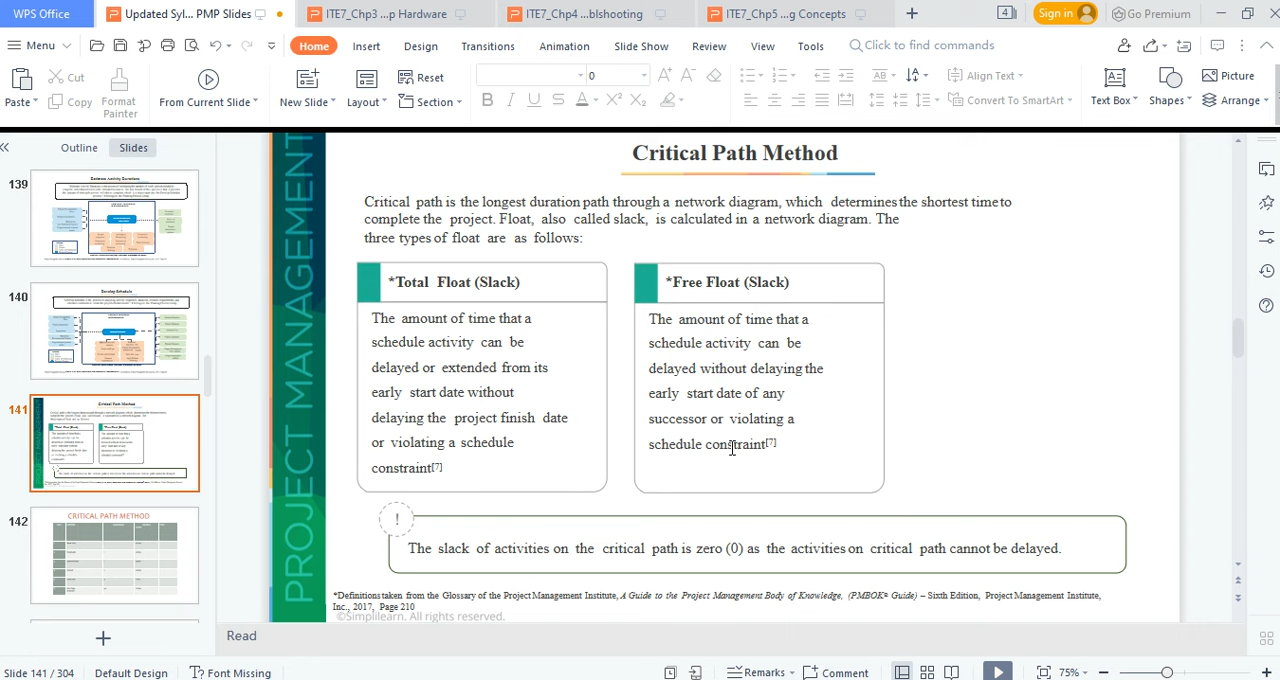 WPS Office
Updated Syl... PMP Slides
ITE7_Chp3 ...p Hardware
ITE7_Chp4 ...blshooting
ITE7_Chp5 ...g Concepts
4
Sign in
Go Premium
Menu
Home
Insert
Design
Transitions
Animation
Slide Show
Review
View
Tools
Click to find commands
Paste
Cut
Copy
Format
Painter
From Current Slide
New Slide
Layout
Reset
Section
0
B I U S A X² X₂
AB
Align Text
Convert To SmartArt
Text Box
Shapes
Picture
Arrange
Outline
Slides
139
140
141
Critical Path Method
142
CRITICAL PATH METHOD
PROJECT MANAGEMENT
Critical Path Method
Critical path is the longest duration path through a network diagram, which determines the shortest time to
complete the project. Float, also called slack, is calculated in a network diagram. The
three types of float are as follows:
*Total Float (Slack)
The amount of time that a
schedule activity can be
delayed or extended from its
early start date without
delaying the project nish date
or violating a schedule
constraint[7]
*Free Float (Slack)
The amount of time that a
schedule activity can be
delayed without delaying the
early start date of any
successor or violating a
schedule constraint[7]
!
The slack of activities on the critical path is zero (0) as the activities on critical path cannot be delayed.
*Definitions taken from the Glossary of the Project Management Institute, A Guide to the Project Management Body of Knowledge, (PMBOK® Guide) – Sixth Edition, Project Management Institute,
Inc., 2017, Page 210
©Simplilearn. All rights reserved.
Read
Slide 141 / 304
Default Design
Font Missing
Remarks
Comment
75%